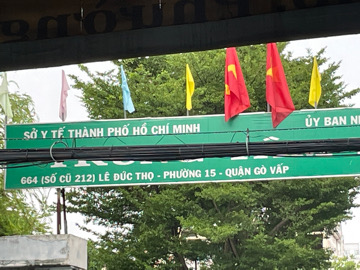 SỞ Y TẾ THÀNH PHỐ HỒ CHÍ MINH
ỦY BAN N
664 (SỐ CŨ 212) LÊ ĐỨC THỌ - PHƯỜNG 15 - QUẬN GÒ VẤP